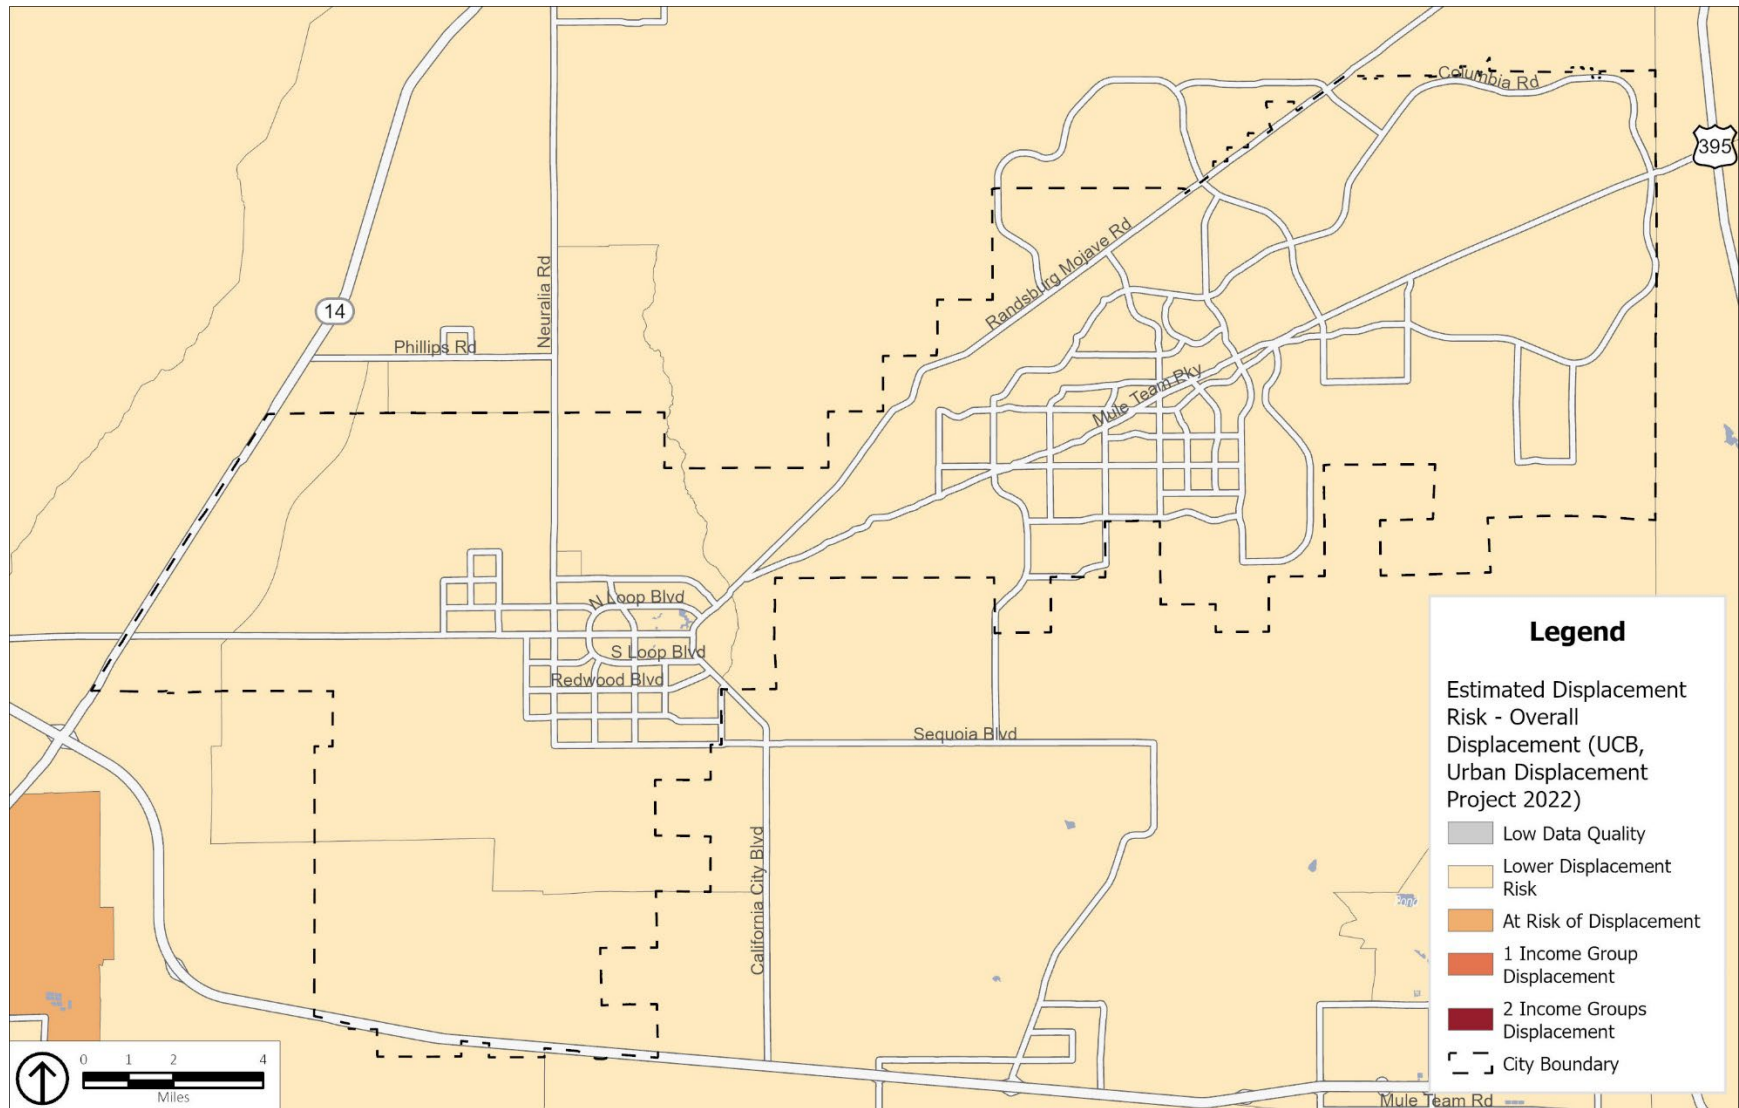 Columbia Rd
395
Randsburg Mojave Rd
Neuralia Rd
14
Phillips Rd
Mule Team Pky
N Loop Blvd
S Loop Blvd
Redwood Blvd
Sequoia Blvd
California City Blvd
Mule Team Rd
Legend
Estimated Displacement
Risk - Overall
Displacement (UCB,
Urban Displacement
Project 2022)
Low Data Quality
Lower Displacement
Risk
At Risk of Displacement
1 Income Group
Displacement
2 Income Groups
Displacement
City Boundary
0 1 2 4
Miles